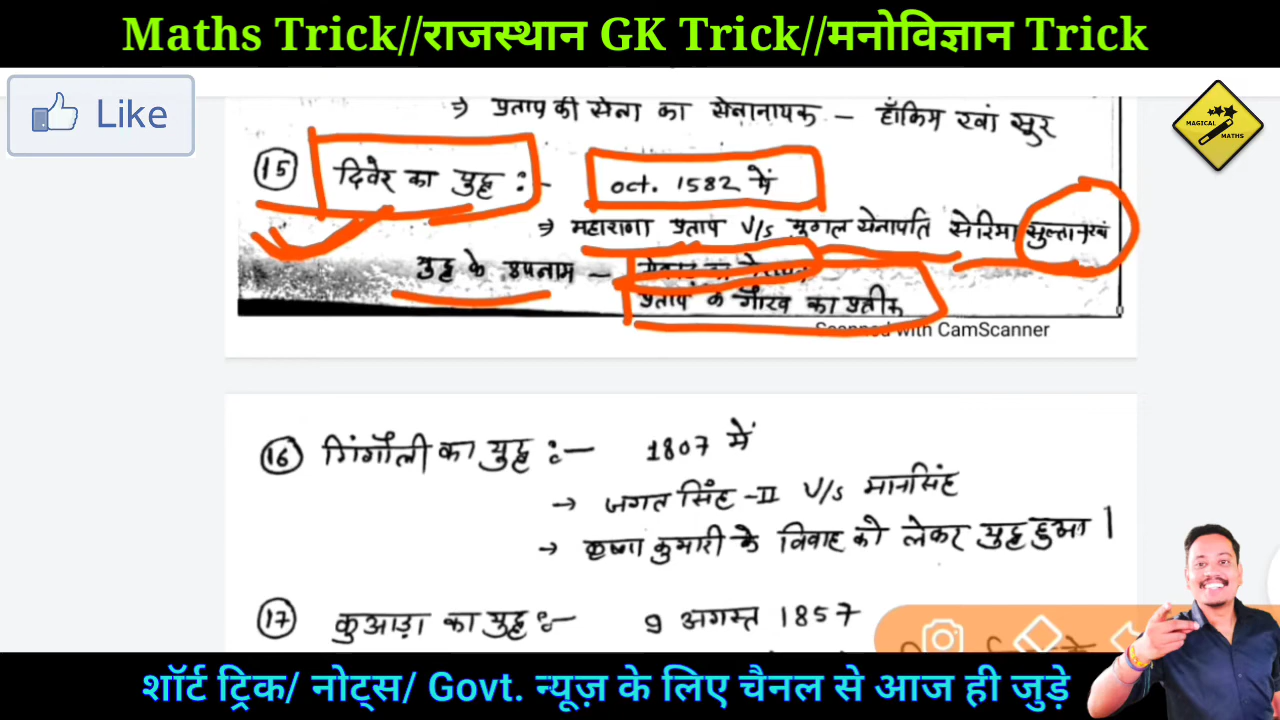 Maths Trick//राजस्थान GK Trick//मनोविज्ञान Trick
Like
MAGICAL MATHS
⇒ प्रताप की सेना का सेनानायक – हाँकिम खां सूर
(15) दिवेर का युद्ध :- oct. 1582 में
⇒ महाराणा प्रताप V/s मुगल सेनापति सेरिमा सुल्तान खां
युद्ध के उपनाम –
प्रताप के गौरव का प्रतीक
Scanned with CamScanner
(16) गिंगौली का युद्ध :– 1807 में
→ जगत सिंह -II V/s मानसिंह
→ कृष्णा कुमारी के विवाह को लेकर युद्ध हुआ।
(17) कुआड़ा का युद्ध :– 9 अगस्त 1857
शॉर्ट ट्रिक/ नोट्स/ Govt. न्यूज़ के लिए चैनल से आज ही जुड़े